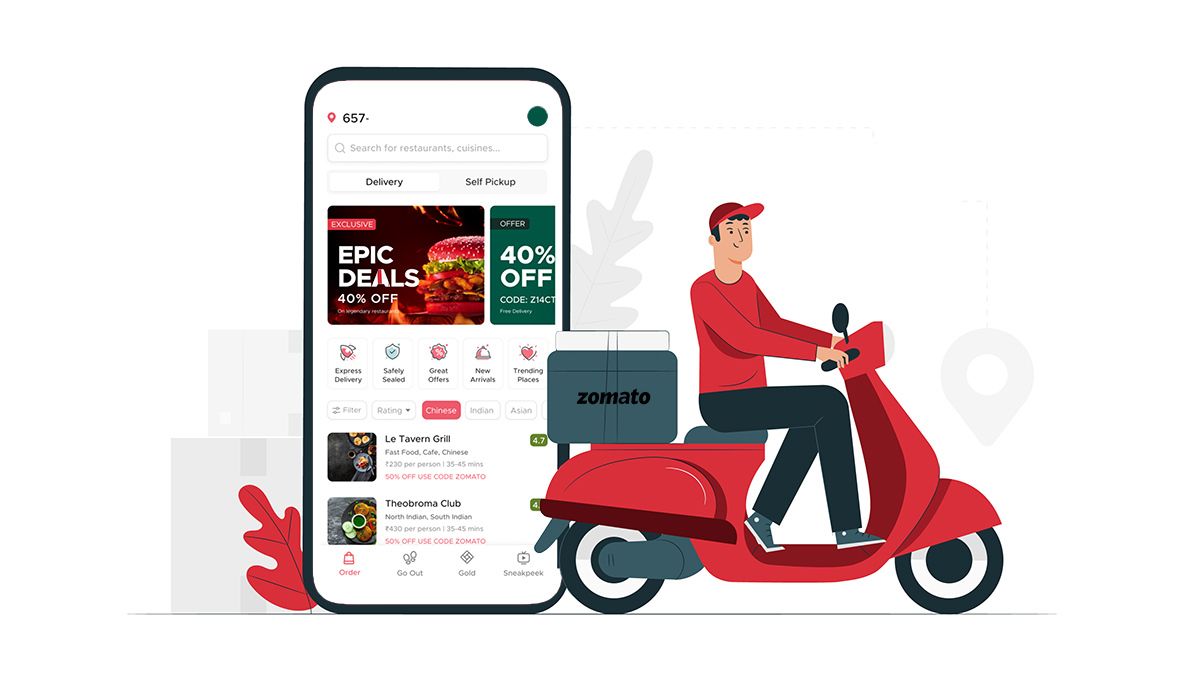 657-
Search for restaurants, cuisines...
Delivery
Self Pickup
EXCLUSIVE
EPIC
DEALS
40% OFF
On legendary restaurants
OFFER
40%
OFF
CODE: Z14CT
Free Delivery
Express
Delivery
Safely
Sealed
Great
Offers
New
Arrivals
Trending
Places
Filter
Rating
Chinese
Indian
Asian
Le Tavern Grill
4.7
Fast Food, Cafe, Chinese
₹230 per person | 35-45 mins
50% OFF USE CODE ZOMATO
Theobroma Club
4.
North Indian, South Indian
₹430 per person | 35-45 mins
50% OFF USE CODE ZOMATO
Order
Go Out
Gold
Sneakpeek
zomato